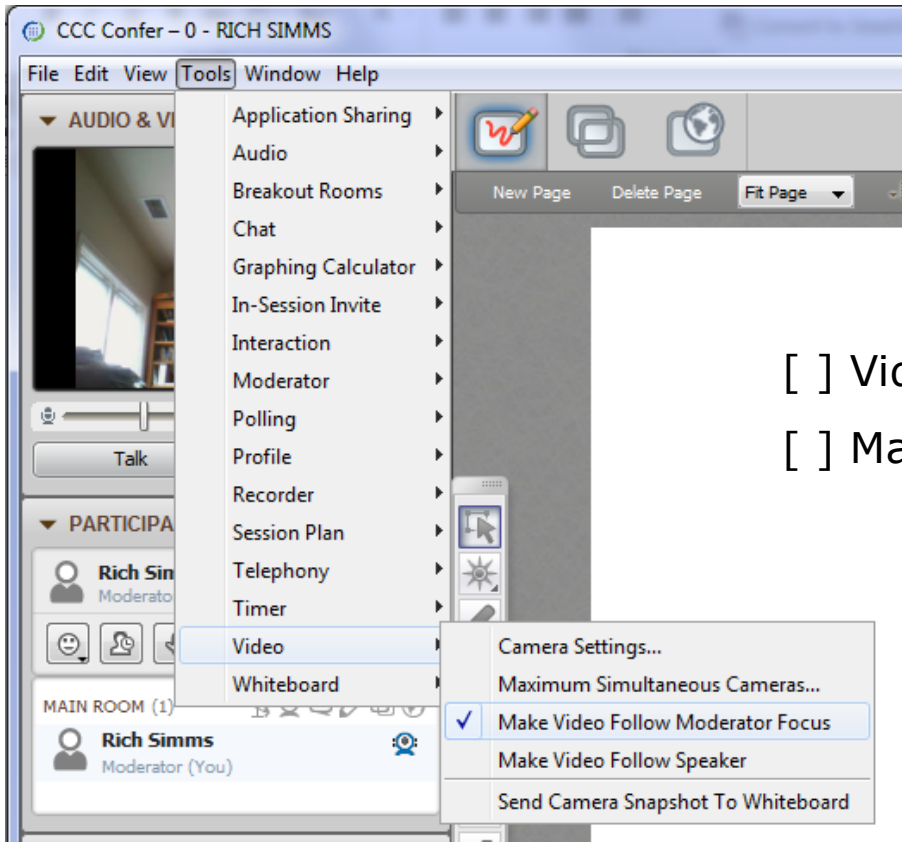 CCC Confer – 0 - RICH SIMMS
File Edit View Tools Window Help
AUDIO &
Application Sharing
Audio
Breakout Rooms
Chat
Graphing Calculator
In-Session Invite
Interaction
Moderator
Polling
Profile
Recorder
Session Plan
Telephony
Timer
Video
Whiteboard
New Page Delete Page Fit Page
[ ] Vid
[ ] Ma
Talk
PARTICIPA
Rich Sim
Moderato
MAIN ROOM (1)
Rich Simms
Moderator (You)
Camera Settings...
Maximum Simultaneous Cameras...
Make Video Follow Moderator Focus
Make Video Follow Speaker
Send Camera Snapshot To Whiteboard